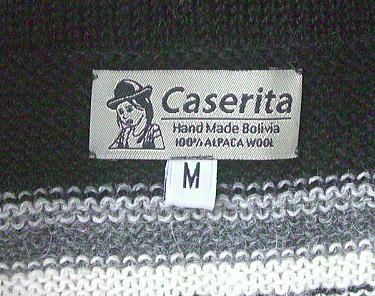 Caserita
Hand Made Bolivia
100% ALPACA WOOL
M